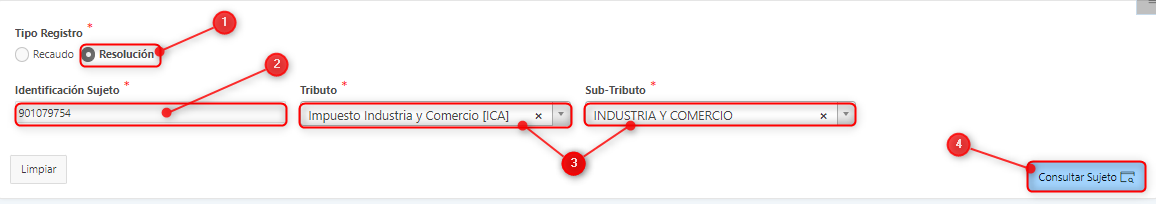 Tipo Registro *
Recaudo Resolución
1
2
Identificación Sujeto * Tributo * Sub-Tributo *
901079754 Impuesto Industria y Comercio [ICA] × INDUSTRIA Y COMERCIO ×
3
4
Limpiar Consultar Sujeto